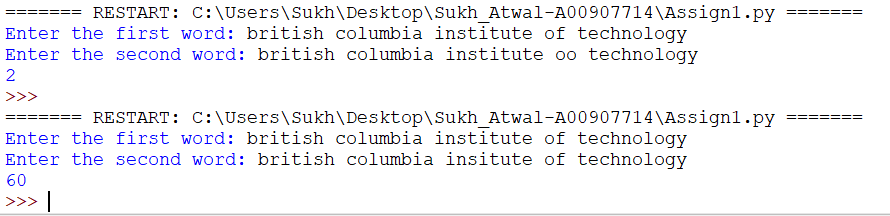 ======= RESTART: C:\Users\Sukh\Desktop\Sukh_Atwal-A00907714\Assign1.py =======
Enter the first word: british columbia institute of technology
Enter the second word: british columbia institute oo technology
2
>>>
======= RESTART: C:\Users\Sukh\Desktop\Sukh_Atwal-A00907714\Assign1.py =======
Enter the first word: british columbia institute of technology
Enter the second word: british columbia insitute of technology
60
>>>